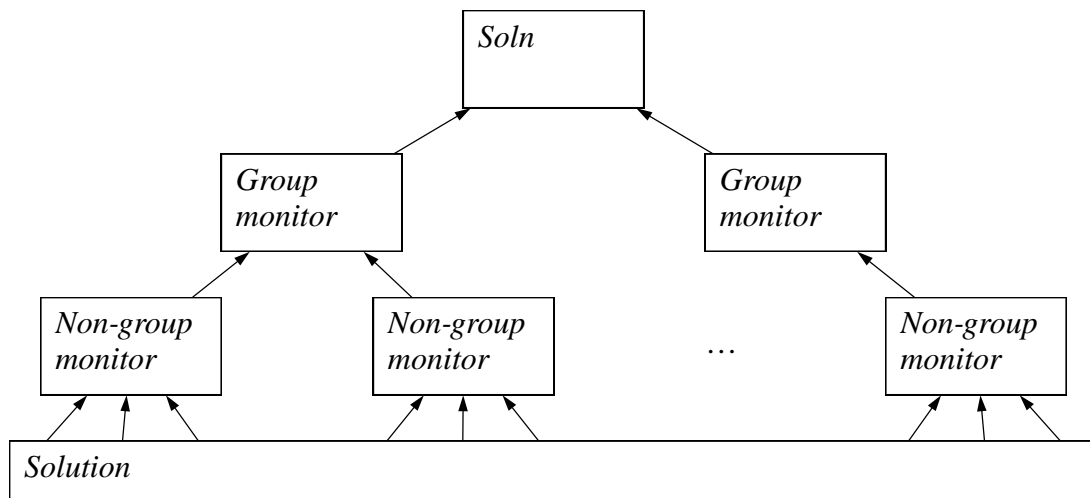 Soln
Group
monitor
Group
monitor
Non-group
monitor
Non-group
monitor
…
Non-group
monitor
Solution